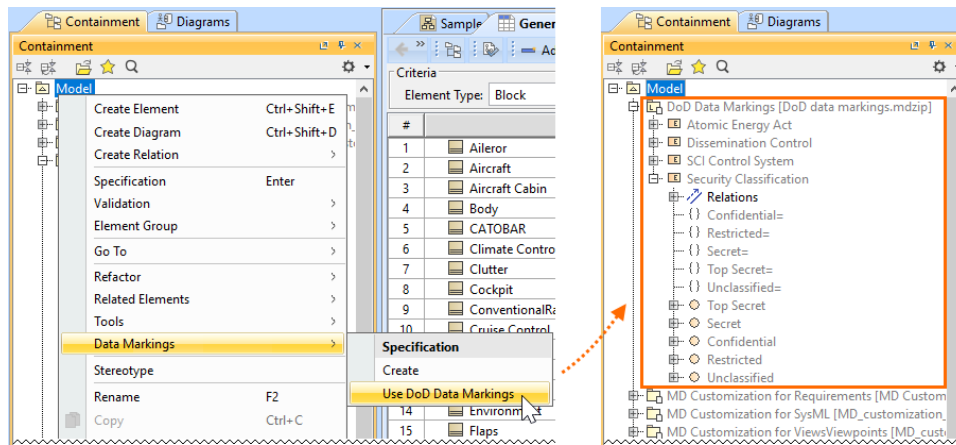 Containment
Diagrams
Containment
Model
Create Element Ctrl+Shift+E
Create Diagram Ctrl+Shift+D
Create Relation
Specification Enter
Validation
Element Group
Go To
Refactor
Related Elements
Tools
Data Markings
Stereotype
Rename F2
Copy Ctrl+C
Specification
Create
Use DoD Data Markings
Sample
Gener
Ad
Criteria
Element Type: Block
#
1 Aileror
2 Aircraft
3 Aircraft Cabin
4 Body
5 CATOBAR
6 Climate Contro
7 Clutter
8 Cockpit
9 ConventionalRa
10 Cruise Control
14 Environment
15 Flaps
Containment
Diagrams
Containment
Model
DoD Data Markings [DoD data markings.mdzip]
Atomic Energy Act
Dissemination Control
SCI Control System
Security Classification
Relations
{} Confidential=
{} Restricted=
{} Secret=
{} Top Secret=
{} Unclassified=
Top Secret
Secret
Confidential
Restricted
Unclassified
MD Customization for Requirements [MD Custom
MD Customization for SysML [MD_customization_
MD Customization for ViewsViewpoints [MD_custo